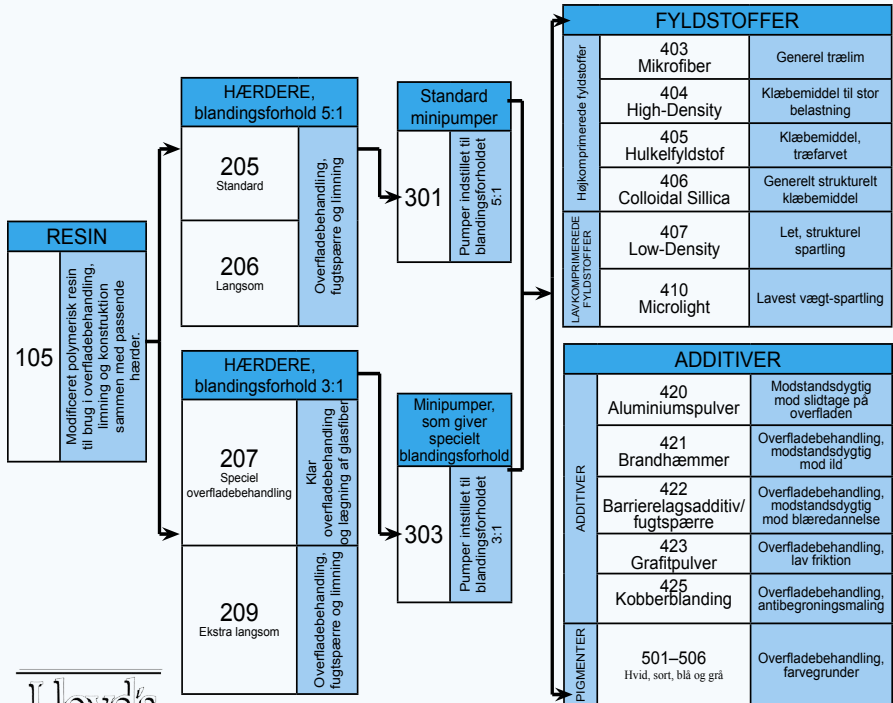 RESIN
105
Modificeret polymerisk resin
til brug i overfladebehandling,
limning og konstruktion
sammen med passende
hærder.
HÆRDERE,
blandingsforhold 5:1
205
Standard
206
Langsom
Overfladebehandling,
fugtspærre og limning
HÆRDERE,
blandingsforhold 3:1
207
Speciel
overfladebehandling
Klar
overfladebehandling
og lægning af glasfiber
209
Ekstra langsom
Overfladebehandling,
fugtspærre og limning
Standard
minipumper
301
Pumper indstillet til
blandingsforholdet
5:1
Minipumper,
som giver
specielt
blandingsforhold
303
Pumper intstillet til
blandingsforholdet
3:1
FYLDSTOFFER
Højkomprimerede fyldstoffer
403
Mikrofiber
Generel trælim
404
High-Density
Klæbemiddel til stor
belastning
405
Hulkelfyldstof
Klæbemiddel,
træfarvet
406
Colloidal Sillica
Generelt strukturelt
klæbemiddel
LAVKOMPRIMEREDE
FYLDSTOFFER
407
Low-Density
Let, strukturel
spartling
410
Microlight
Lavest vægt-spartling
ADDITIVER
ADDITIVER
420
Aluminiumspulver
Modstandsdygtig
mod slidtage på
overfladen
421
Brandhæmmer
Overfladebehandling,
modstandsdygtig
mod ild
422
Barrierelagsadditiv/
fugtspærre
Overfladebehandling,
modstandsdygtig
mod blæredannelse
423
Grafitpulver
Overfladebehandling,
lav friktion
425
Kobberblanding
Overfladebehandling,
antibegroningsmaling
PIGMENTER
501–506
Hvid, sort, blå og grå
Overfladebehandling,
farvegrunder
Lloyd's